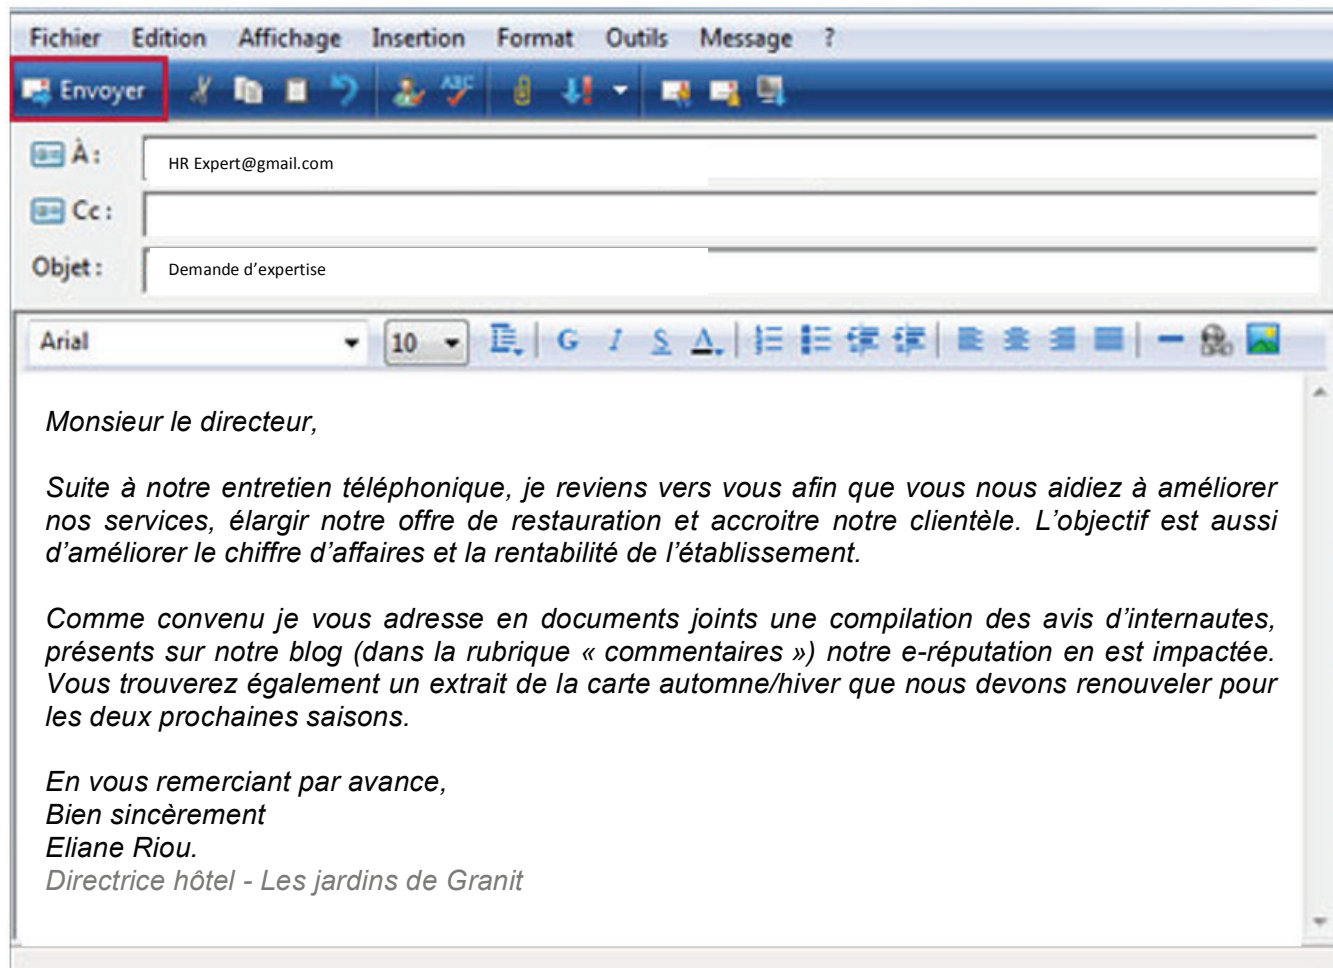 Fichier Edition Affichage Insertion Format Outils Message ?
Envoyer ABC
À :
HR Expert@gmail.com
Cc :
Objet :
Demande d’expertise
Arial 10 G I S A
Monsieur le directeur,
Suite à notre entretien téléphonique, je reviens vers vous afin que vous nous aidiez à améliorer
nos services, élargir notre offre de restauration et accroitre notre clientèle. L’objectif est aussi
d’améliorer le chiffre d’affaires et la rentabilité de l’établissement.
Comme convenu je vous adresse en documents joints une compilation des avis d’internautes,
présents sur notre blog (dans la rubrique « commentaires ») notre e-réputation en est impactée.
Vous trouverez également un extrait de la carte automne/hiver que nous devons renouveler pour
les deux prochaines saisons.
En vous remerciant par avance,
Bien sincèrement
Eliane Riou.
Directrice hôtel - Les jardins de Granit